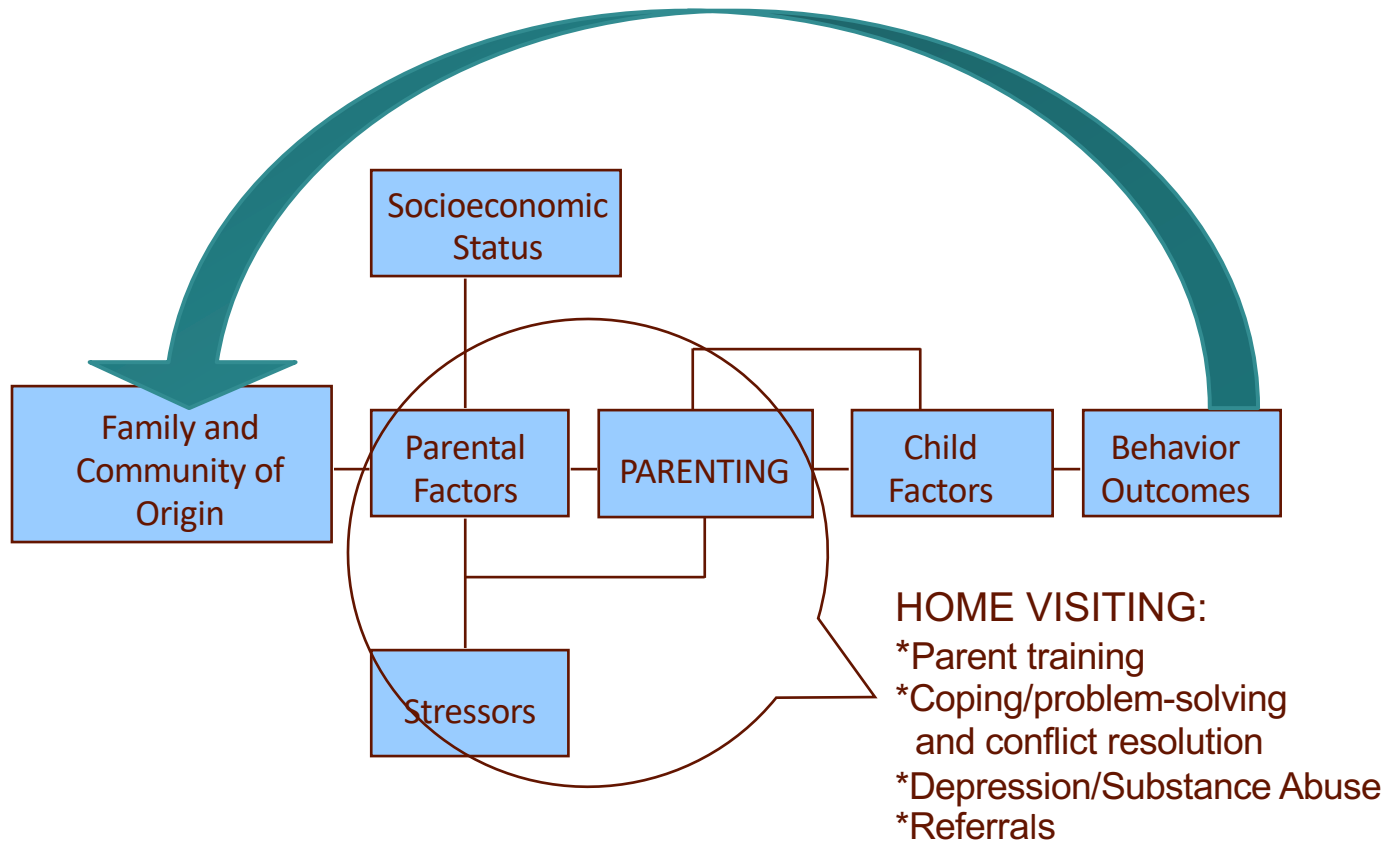 Socioeconomic
Status
Family and
Community of
Origin
Parental
Factors
PARENTING
Child
Factors
Behavior
Outcomes
Stressors
HOME VISITING:
*Parent training
*Coping/problem-solving
and conflict resolution
*Depression/Substance Abuse
*Referrals